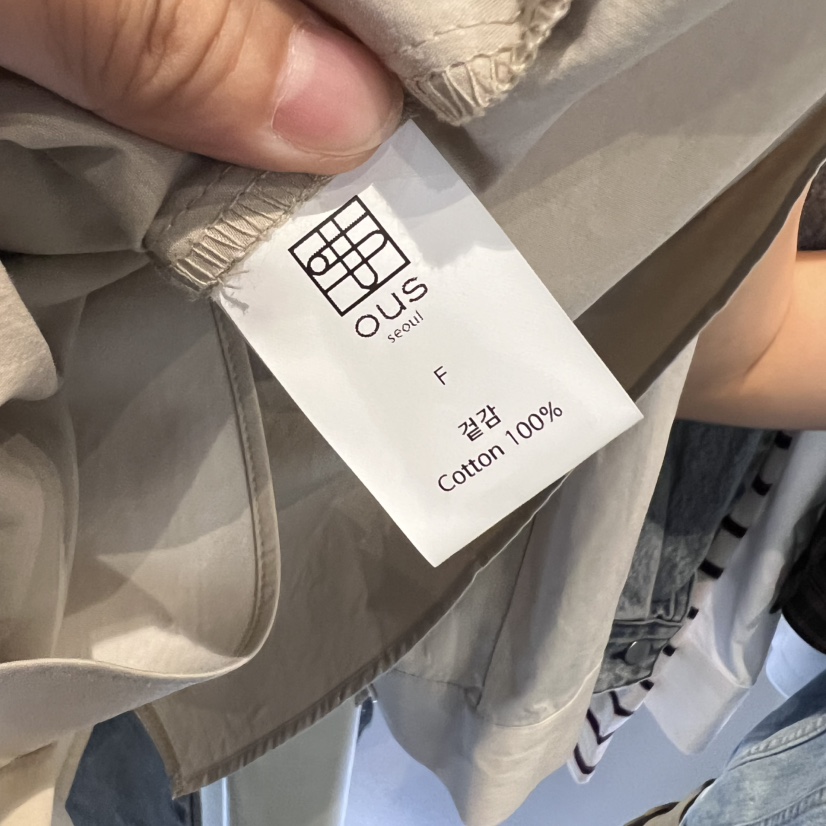 ous
seoul
F
겉감
Cotton 100%